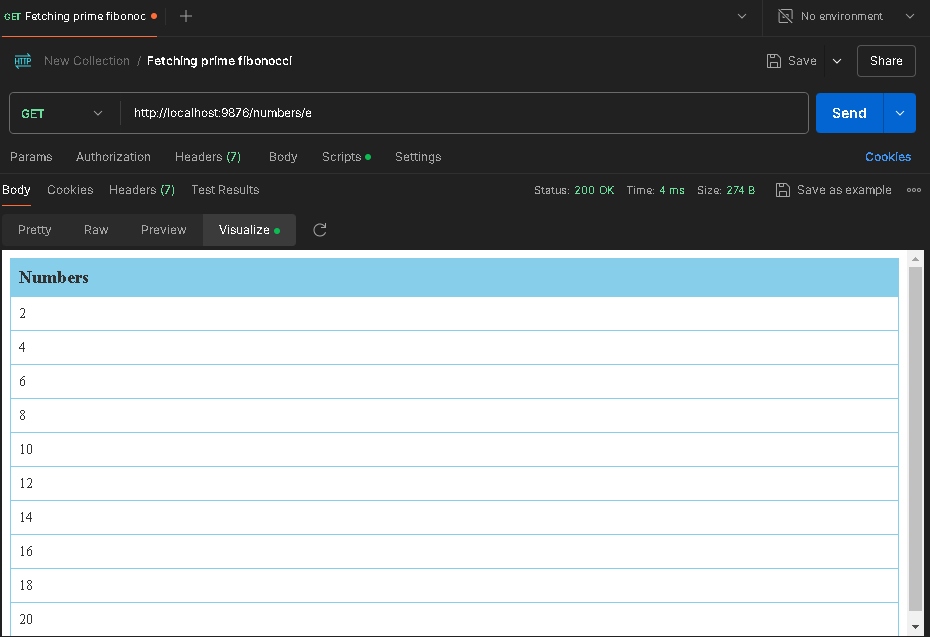 GET Fetching prime fibonoc
No environment
HTTP New Collection / Fetching prime fibonocci Save Share
GET http://localhost:9876/numbers/e Send
Params Authorization Headers (7) Body Scripts Settings Cookies
Body Cookies Headers (7) Test Results Status: 200 OK Time: 4 ms Size: 274 B Save as example
Pretty Raw Preview Visualize
Numbers
2
4
6
8
10
12
14
16
18
20